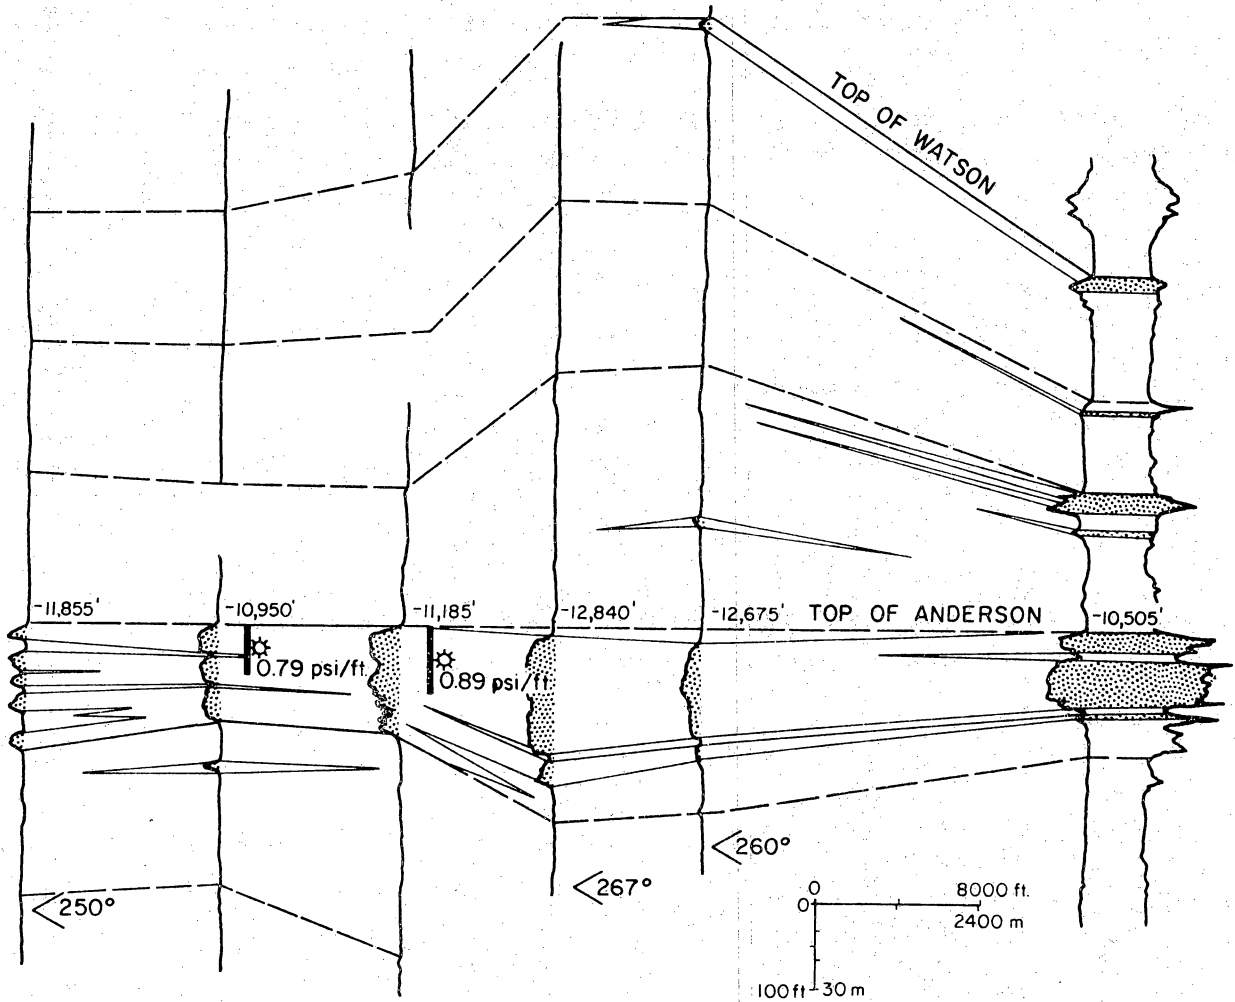 TOP OF WATSON
-11,855'
-10,950'
-11,185'
-12,840'
-12,675'
TOP OF ANDERSON
-10,505'
0.79 psi/ft.
0.89 psi/ft
260°
267°
250°
0
8000 ft.
0
2400 m
100 ft
30 m